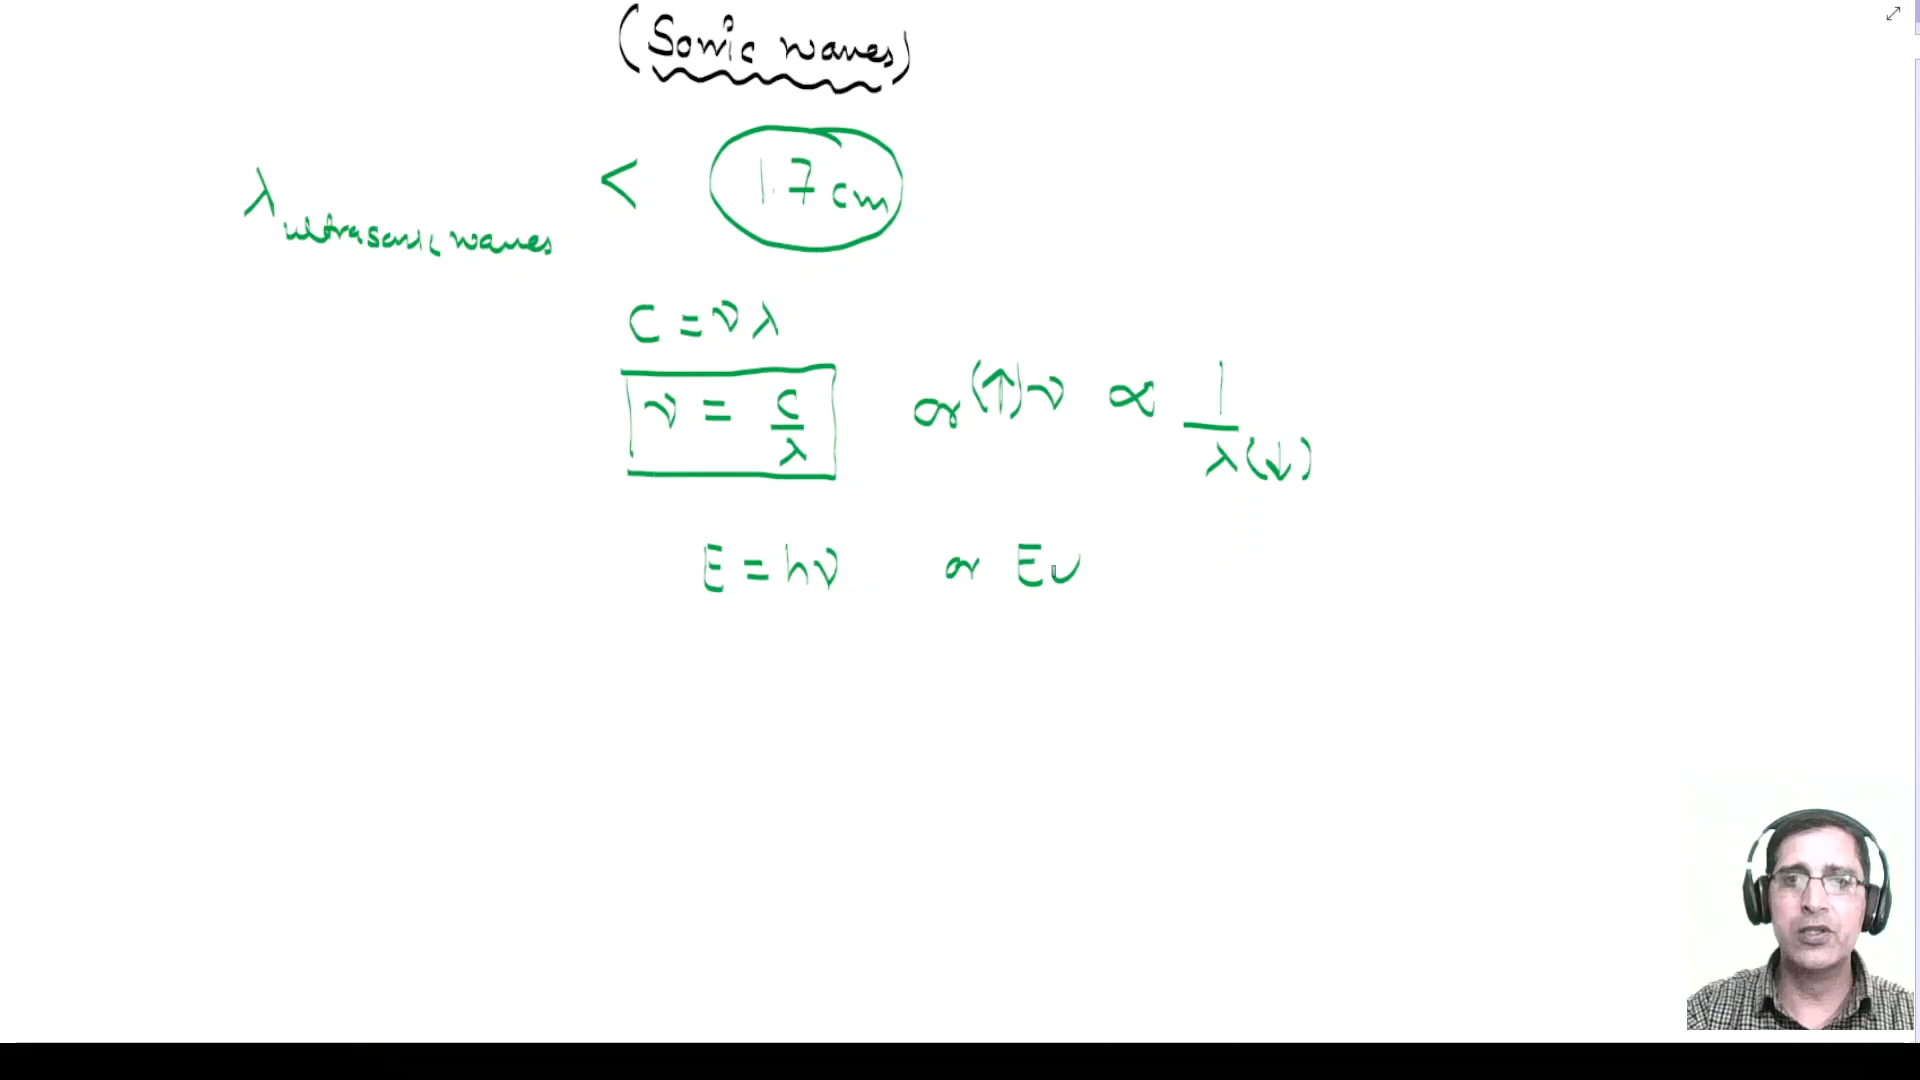 (Sonic waves)
λ ultrasonic waves < 1.7 cm
C = ν λ
ν = C/λ or (↑) ν ∝ 1/λ (↓)
E = hν or E